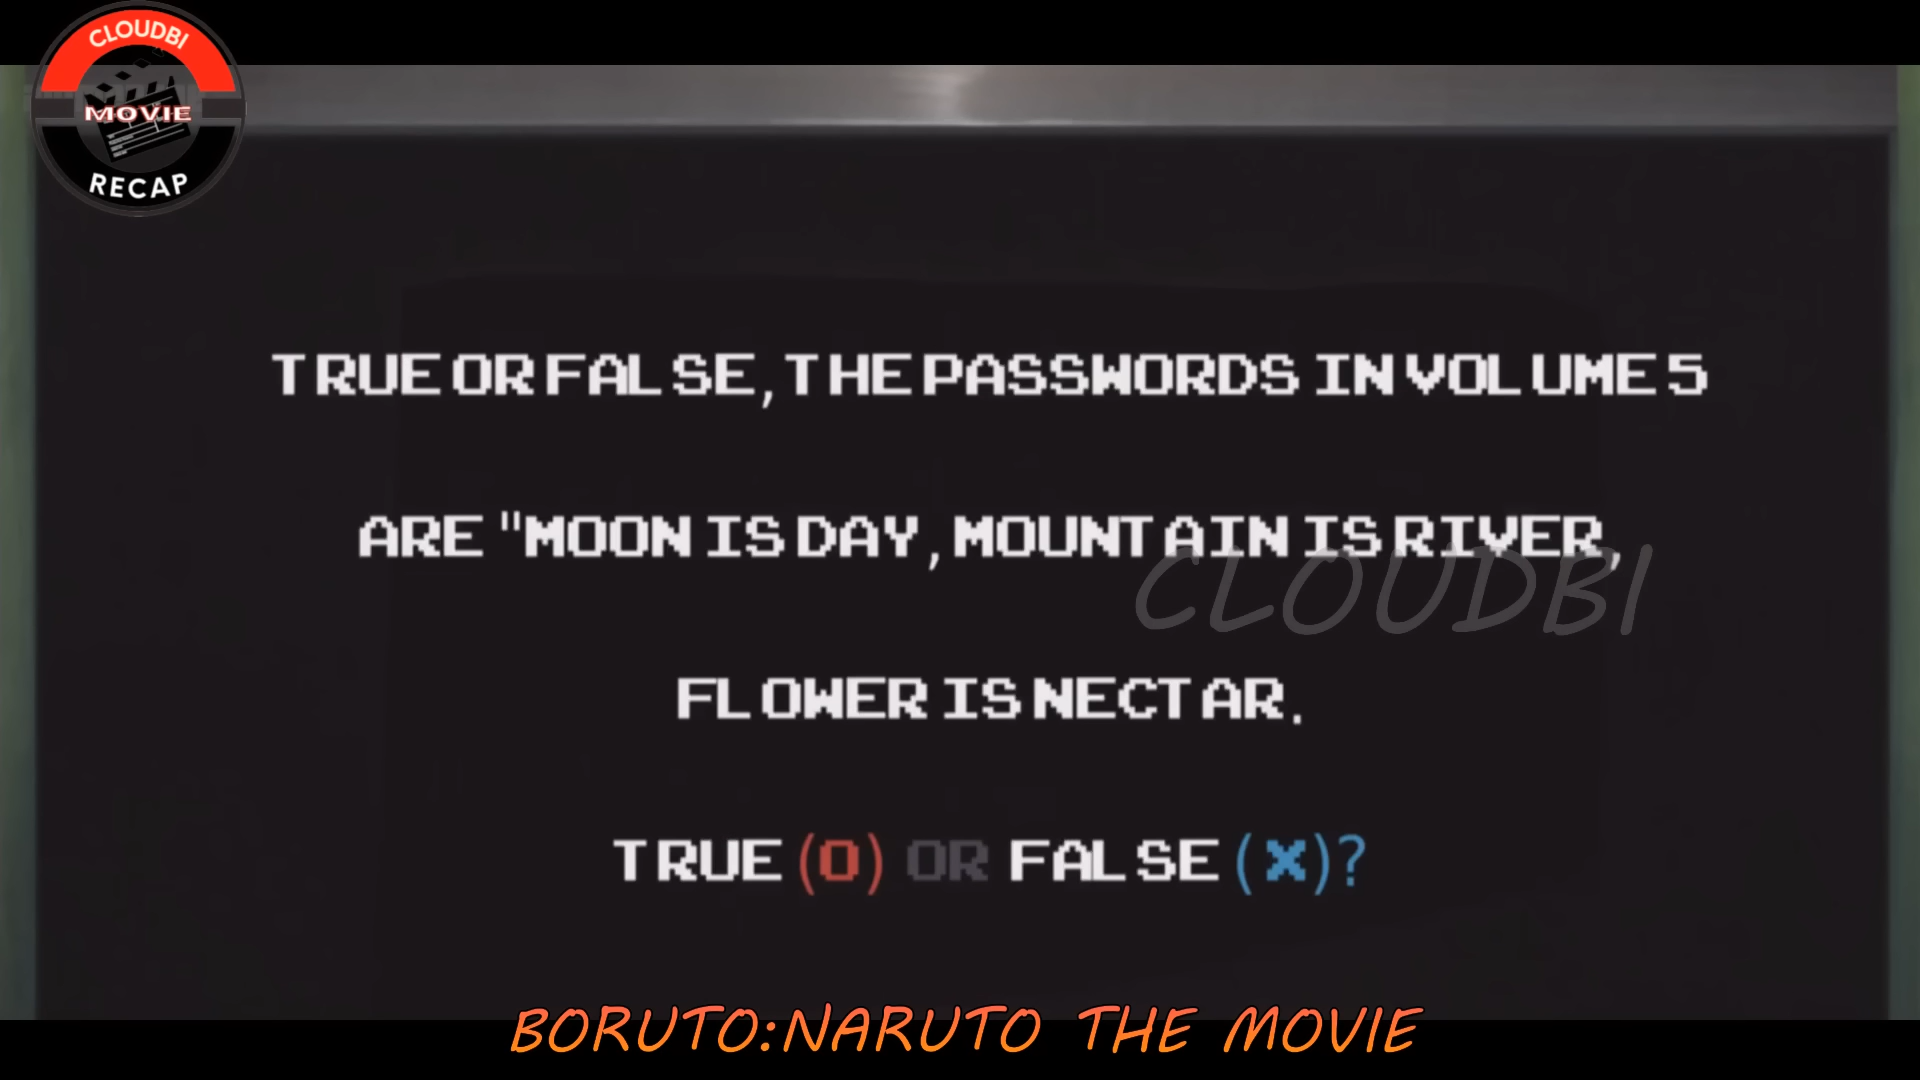 CLOUDBI
MOVIE
RECAP
TRUE OR FALSE, THE PASSWORDS IN VOLUME 5
ARE "MOON IS DAY, MOUNTAIN IS RIVER,
CLOUDBI
FLOWER IS NECTAR.
TRUE (O) OR FALSE (X)?
BORUTO:NARUTO THE MOVIE